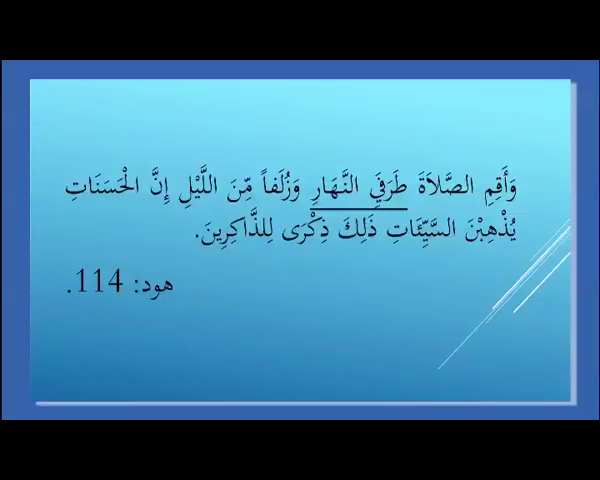 وَأَقِمِ الصَّلاَةَ طَرَفَيِ النَّهَارِ وَزُلَفاً مِّنَ اللَّيْلِ إِنَّ الْحَسَنَاتِ
يُذْهِبْنَ السَّيِّئَاتِ ذَلِكَ ذِكْرَى لِلذَّاكِرِينَ.
هود: 114.